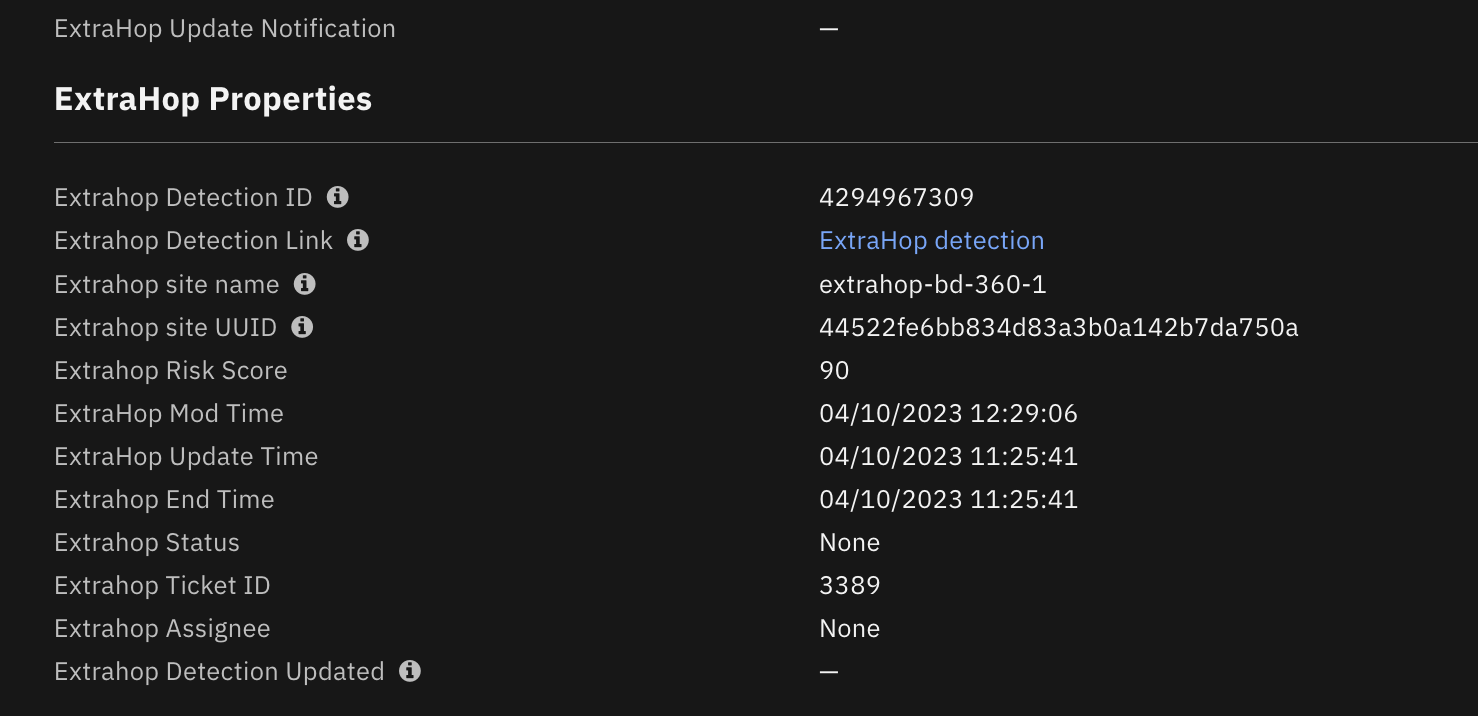 ExtraHop Update Notification —
ExtraHop Properties
Extrahop Detection ID 4294967309
Extrahop Detection Link ExtraHop detection
Extrahop site name extrahop-bd-360-1
Extrahop site UUID 44522fe6bb834d83a3b0a142b7da750a
Extrahop Risk Score 90
ExtraHop Mod Time 04/10/2023 12:29:06
ExtraHop Update Time 04/10/2023 11:25:41
Extrahop End Time 04/10/2023 11:25:41
Extrahop Status None
Extrahop Ticket ID 3389
Extrahop Assignee None
Extrahop Detection Updated —